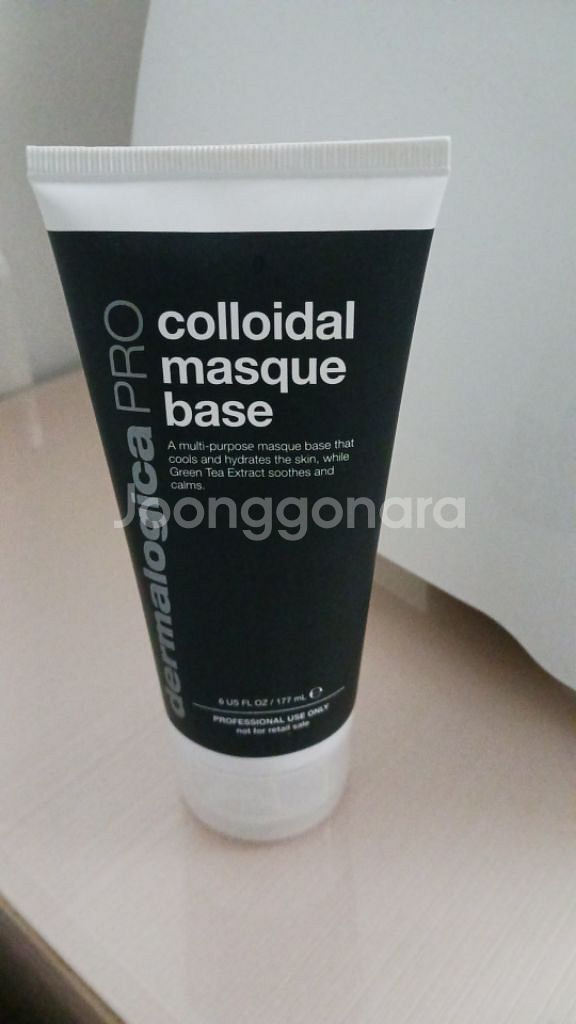 dermalogica PRO
colloidal
masque
base
A multi-purpose masque base that
cools and hydrates the skin, while
Green Tea Extract soothes and
calms.
Joonggonara
6 US FL OZ / 177 mL ℮
PROFESSIONAL USE ONLY
not for retail sale